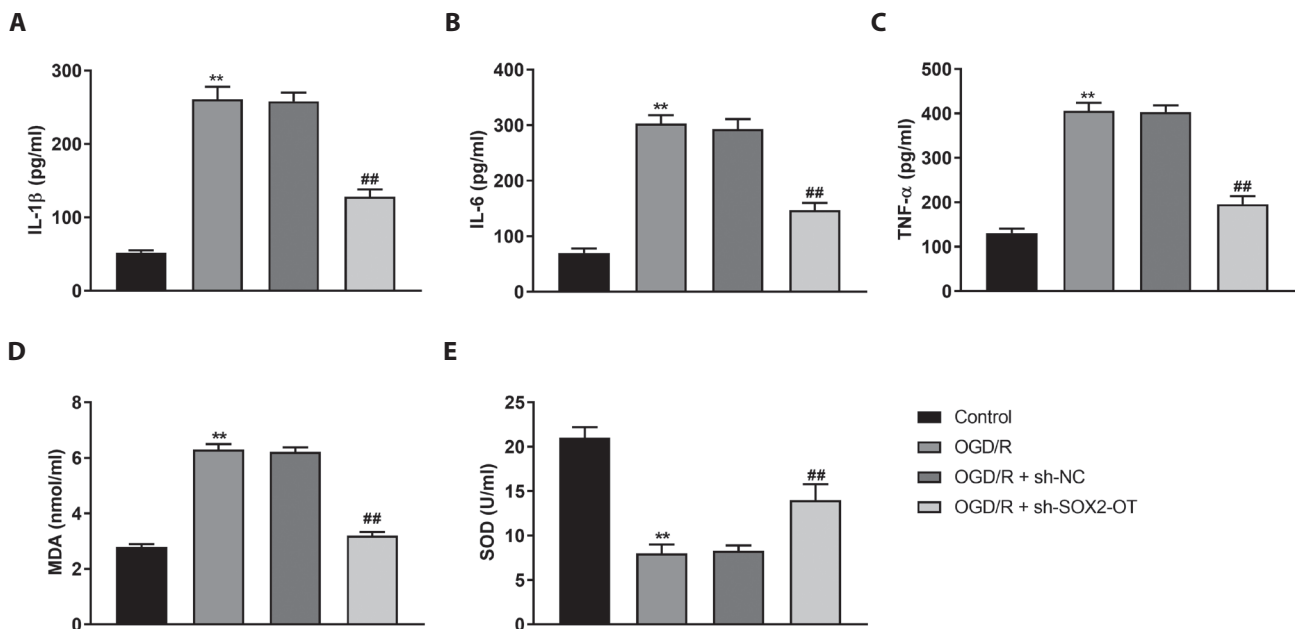 A
IL-1β (pg/ml)
300
200
100
0
**
##
B
IL-6 (pg/ml)
400
300
200
100
0
**
##
C
TNF-α (pg/ml)
500
400
300
200
100
0
**
##
D
MDA (nmol/ml)
8
6
4
2
0
**
##
E
SOD (U/ml)
25
20
15
10
5
0
**
##
Control
OGD/R
OGD/R + sh-NC
OGD/R + sh-SOX2-OT